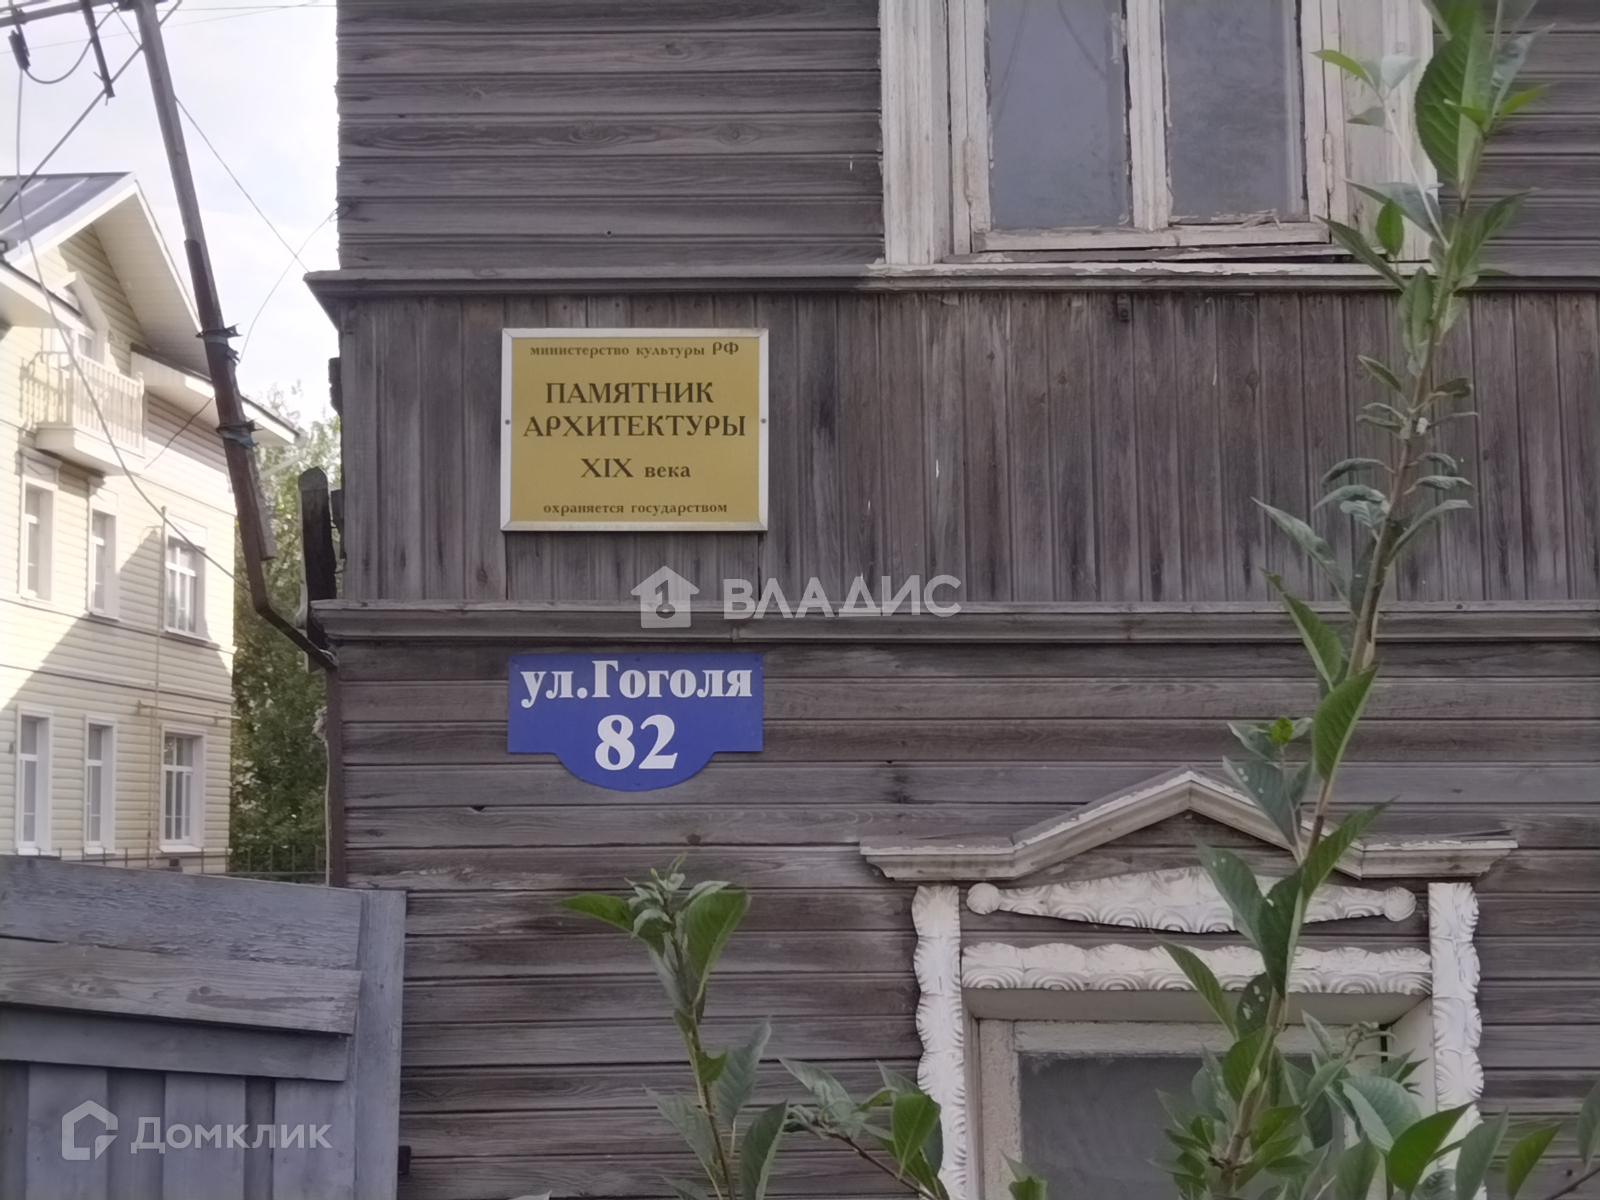 министерство культуры РФ
ПАМЯТНИК
АРХИТЕКТУРЫ
XIX века
охраняется государством
ВЛАДИС
ул.Гоголя
82
Домклик